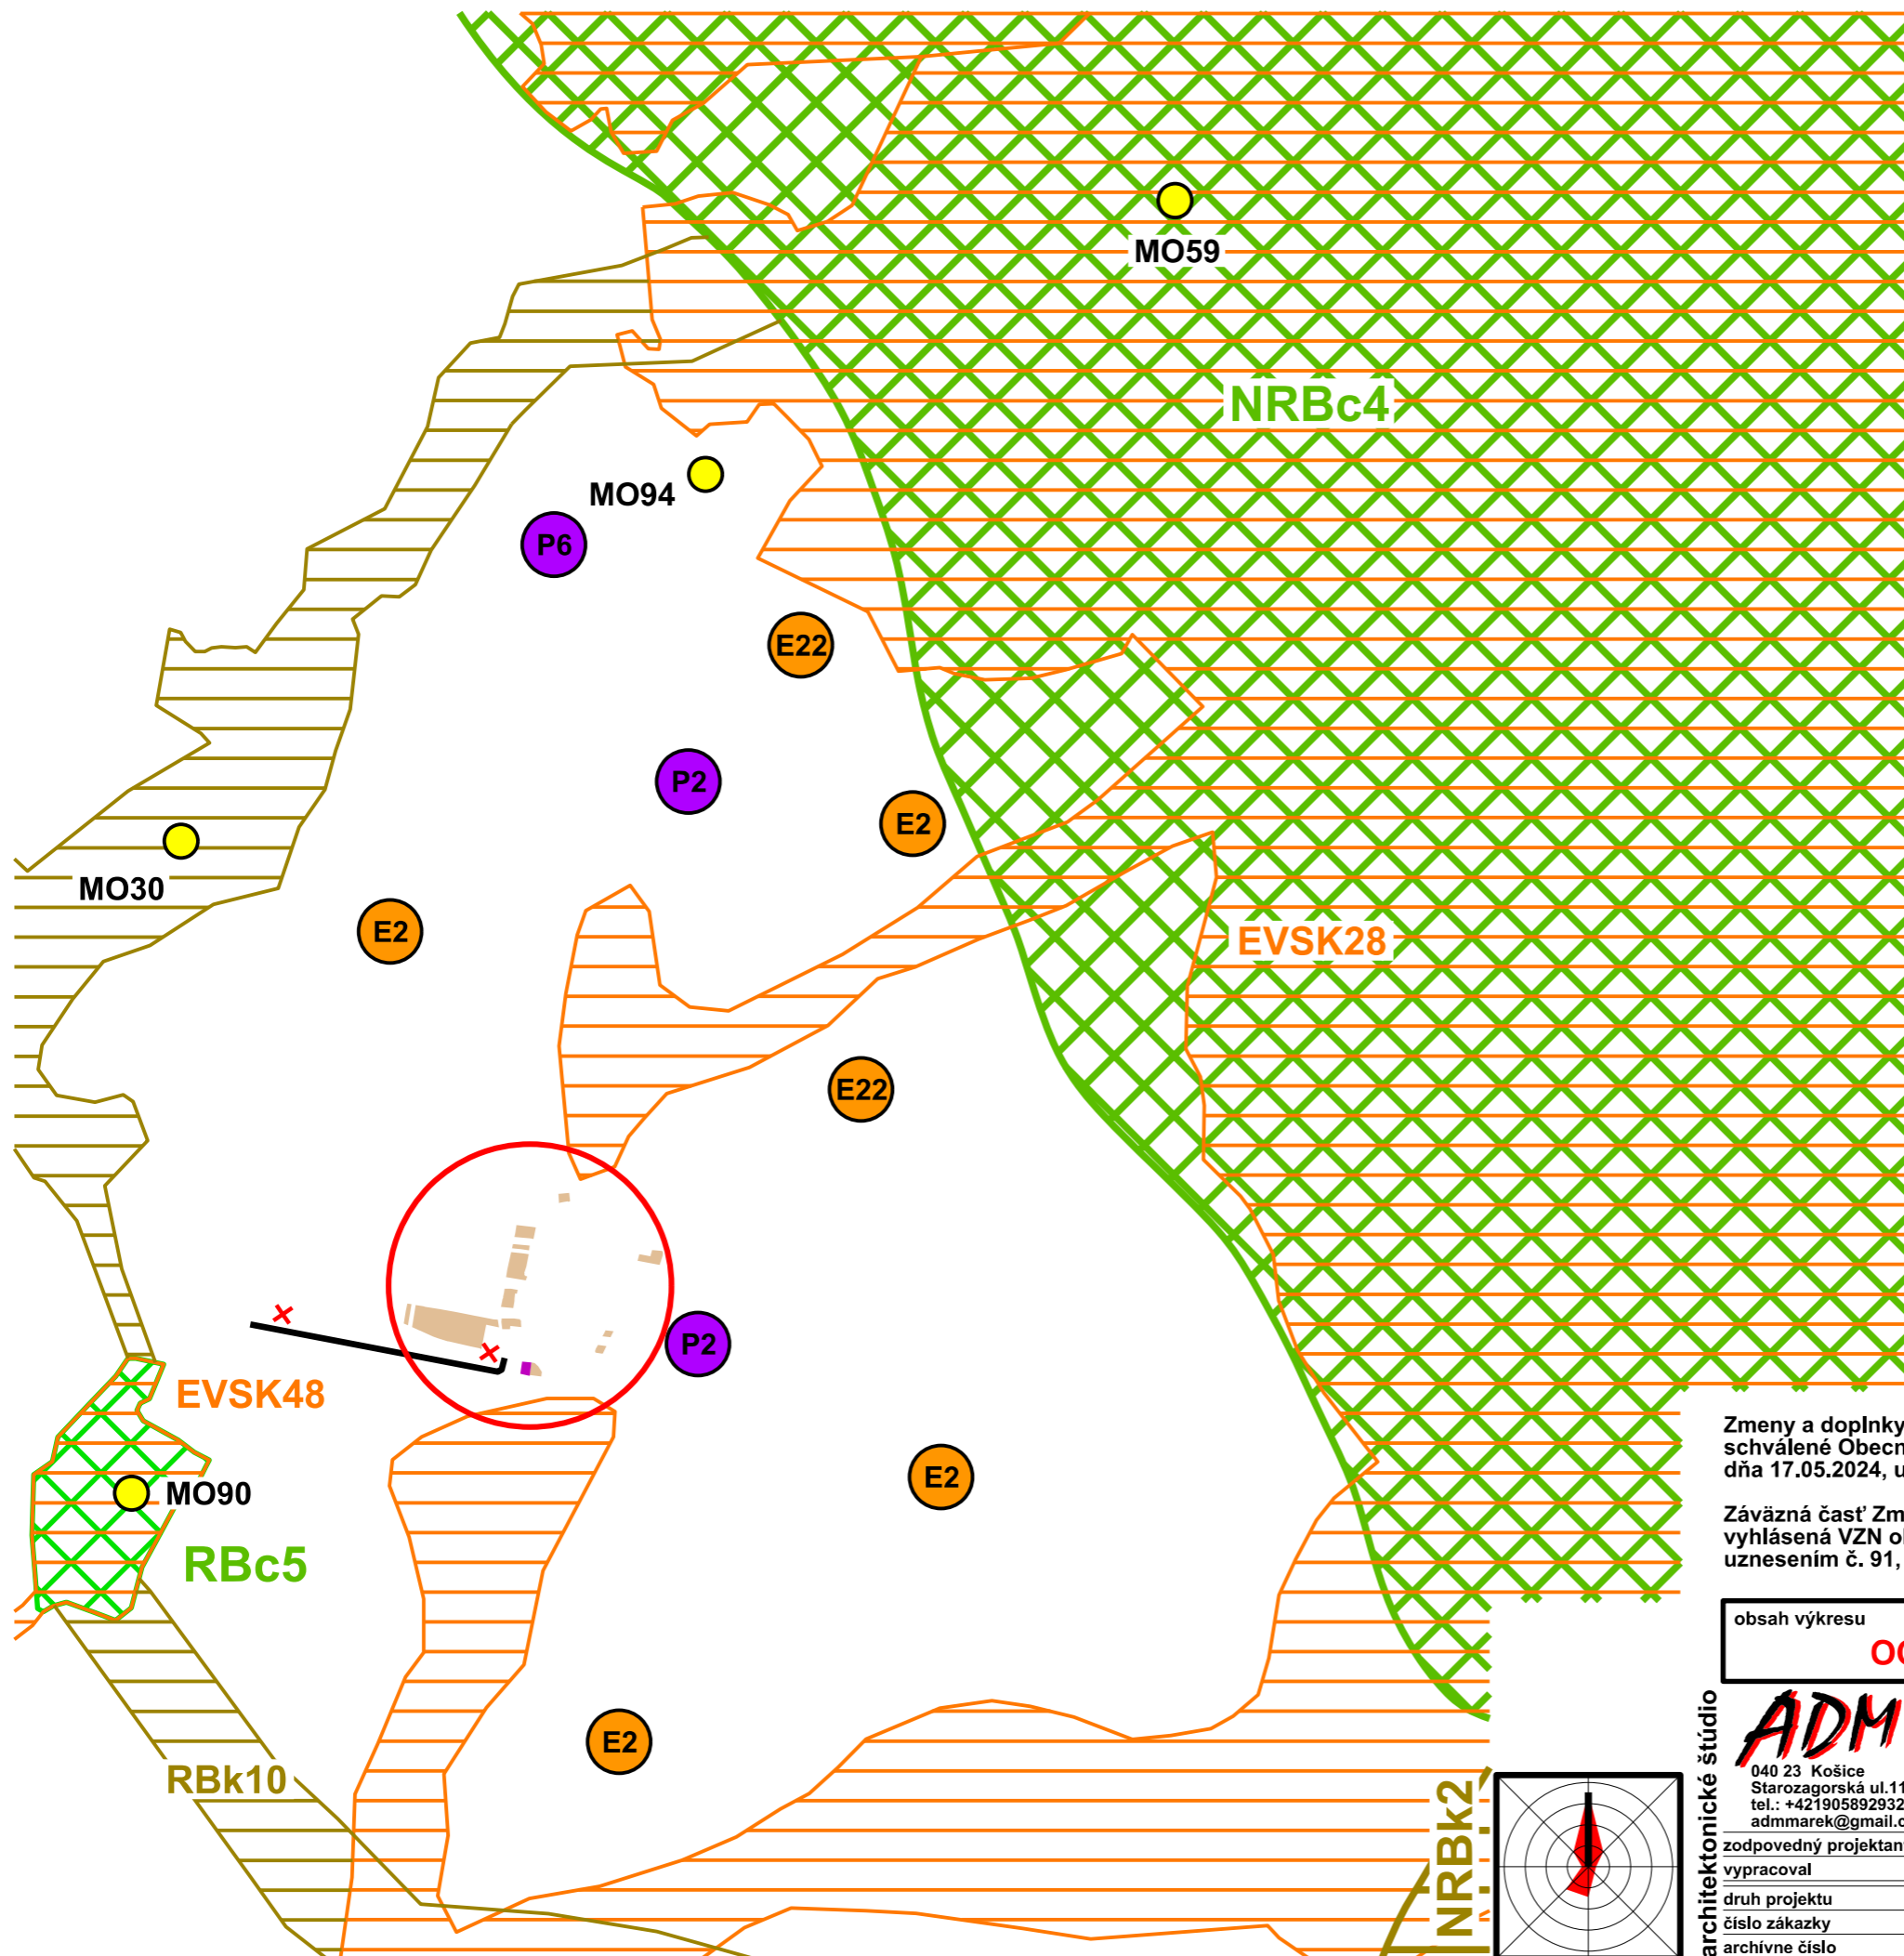 MO59
NRBc4
MO94
P6
E22
P2
E2
MO30
E2
EVSK28
E22
P2
EVSK48
MO90
RBc5
E2
E2
RBk10
NRBk2
Zmeny a doplnky
schválené Obecn
dňa 17.05.2024, u
Záväzná časť Zm
vyhlásená VZN o
uznesením č. 91,
obsah výkresu
architektonické štúdio
ADM
040 23 Košice
Starozagorská ul.11
tel.: +421905892932
admmarek@gmail.c
zodpovedný projektan
vypracoval
druh projektu
číslo zákazky
archívne číslo